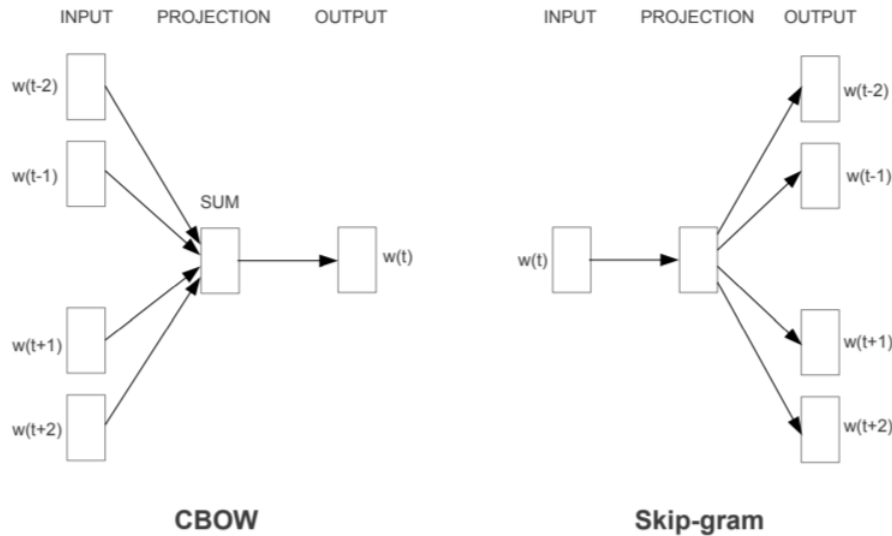 INPUT PROJECTION OUTPUT
w(t-2)
w(t-1)
SUM
w(t)
w(t+1)
w(t+2)
CBOW
INPUT PROJECTION OUTPUT
w(t-2)
w(t-1)
w(t)
w(t+1)
w(t+2)
Skip-gram